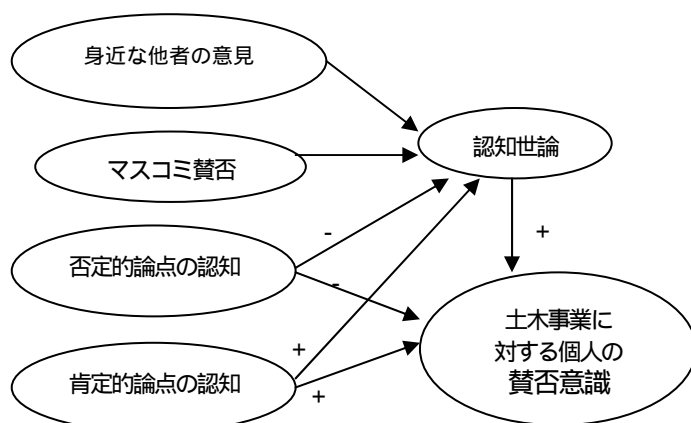 身近な他者の意見
認知世論
マスコミ賛否
-
+
否定的論点の認知
-
土木事業に
対する個人の
賛否意識
+
肯定的論点の認知
+